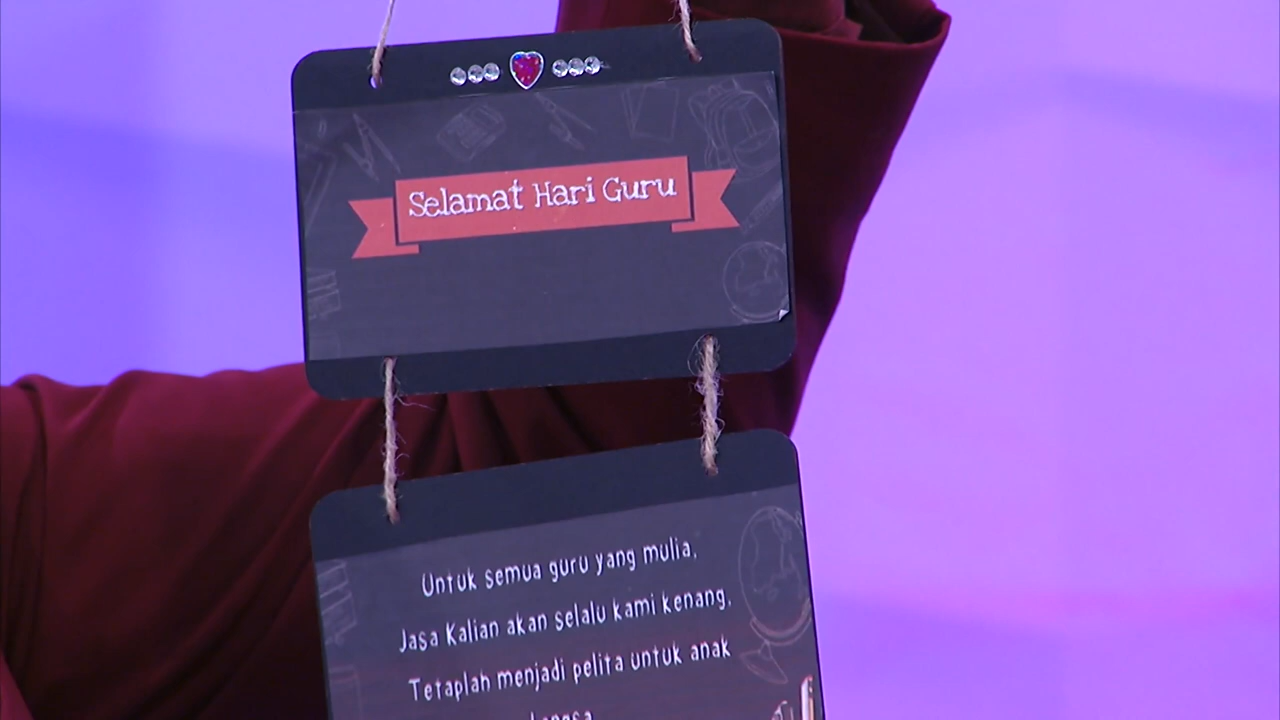 Selamat Hari Guru
Untuk semua guru yang mulia,
Jasa Kalian akan selalu kami kenang,
Tetaplah menjadi pelita untuk anak